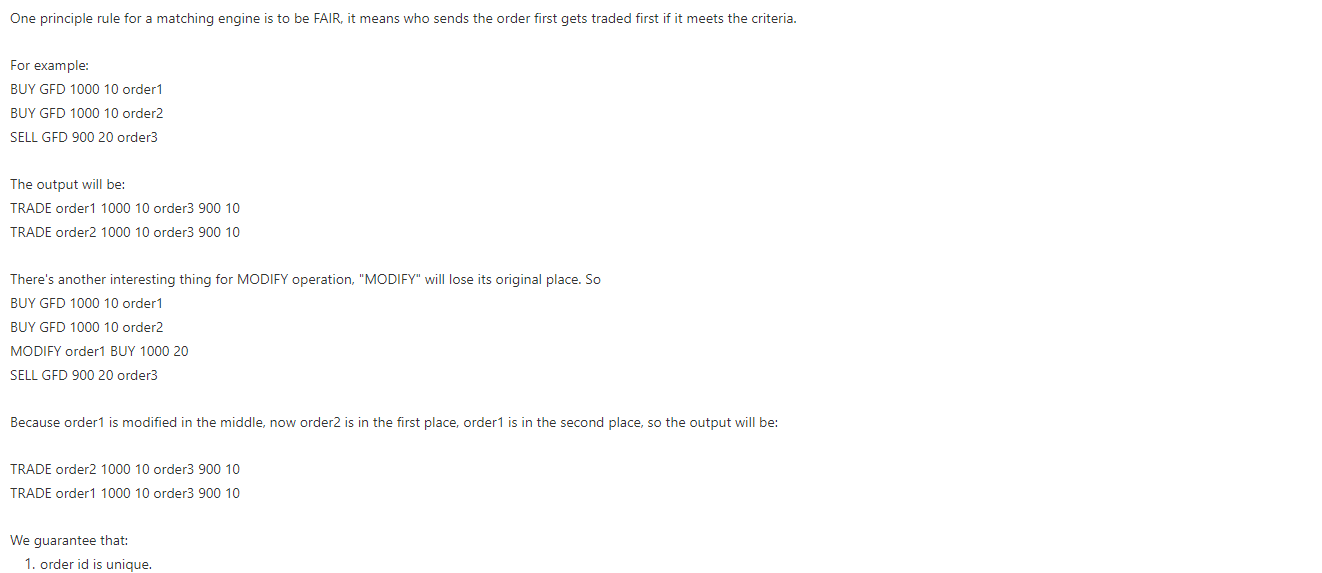 One principle rule for a matching engine is to be FAIR, it means who sends the order first gets traded first if it meets the criteria.
For example:
BUY GFD 1000 10 order1
BUY GFD 1000 10 order2
SELL GFD 900 20 order3
The output will be:
TRADE order1 1000 10 order3 900 10
TRADE order2 1000 10 order3 900 10
There's another interesting thing for MODIFY operation, "MODIFY" will lose its original place. So
BUY GFD 1000 10 order1
BUY GFD 1000 10 order2
MODIFY order1 BUY 1000 20
SELL GFD 900 20 order3
Because order1 is modified in the middle, now order2 is in the first place, order1 is in the second place, so the output will be:
TRADE order2 1000 10 order3 900 10
TRADE order1 1000 10 order3 900 10
We guarantee that:
1. order id is unique.